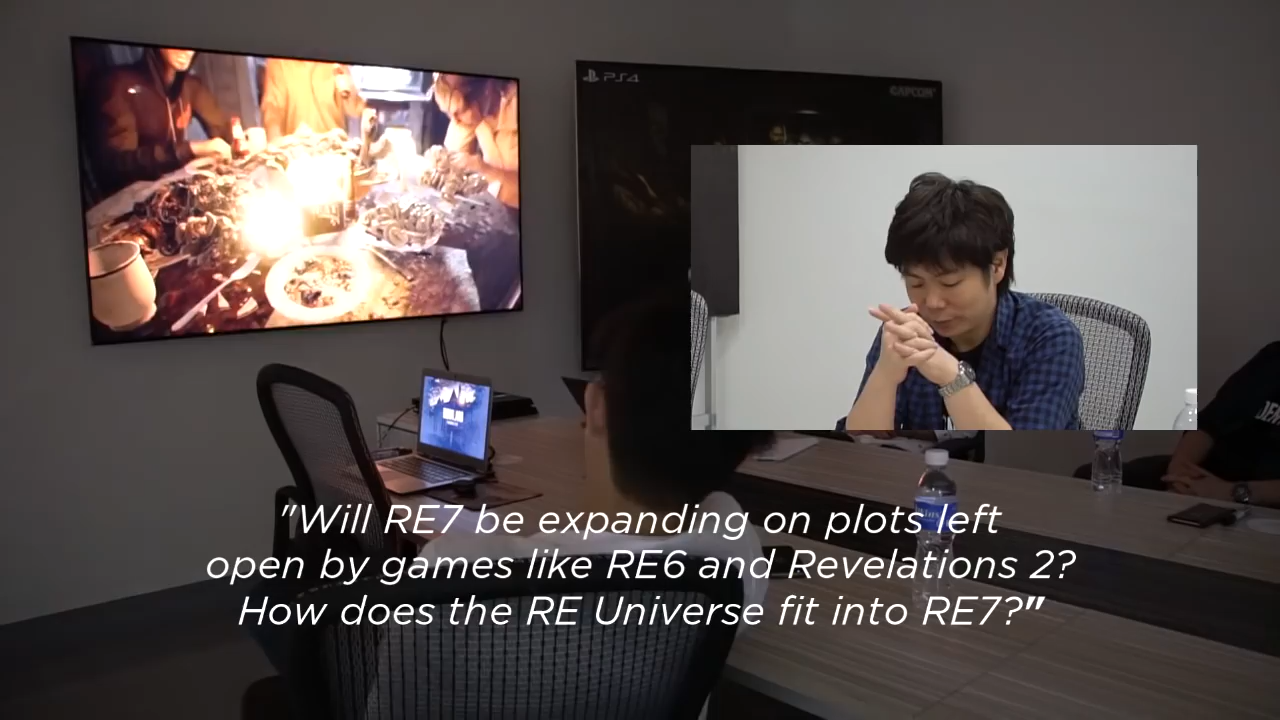 PS4
CAPCOM
"Will RE7 be expanding on plots left
open by games like RE6 and Revelations 2?
How does the RE Universe fit into RE7?"